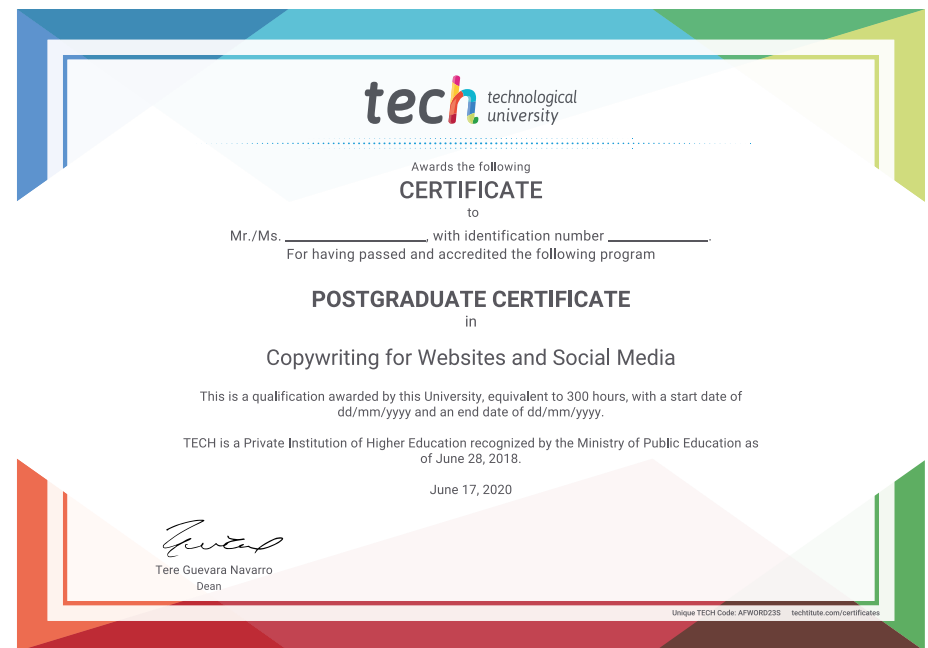 tech technological
university
Awards the following
CERTIFICATE
to
Mr./Ms. ____________________, with identification number ______________.
For having passed and accredited the following program
POSTGRADUATE CERTIFICATE
in
Copywriting for Websites and Social Media
This is a qualification awarded by this University, equivalent to 300 hours, with a start date of
dd/mm/yyyy and an end date of dd/mm/yyyy.
TECH is a Private Institution of Higher Education recognized by the Ministry of Public Education as
of June 28, 2018.
June 17, 2020
Tere Guevara Navarro
Dean
Unique TECH Code: AFWORD23S techtitute.com/certificates